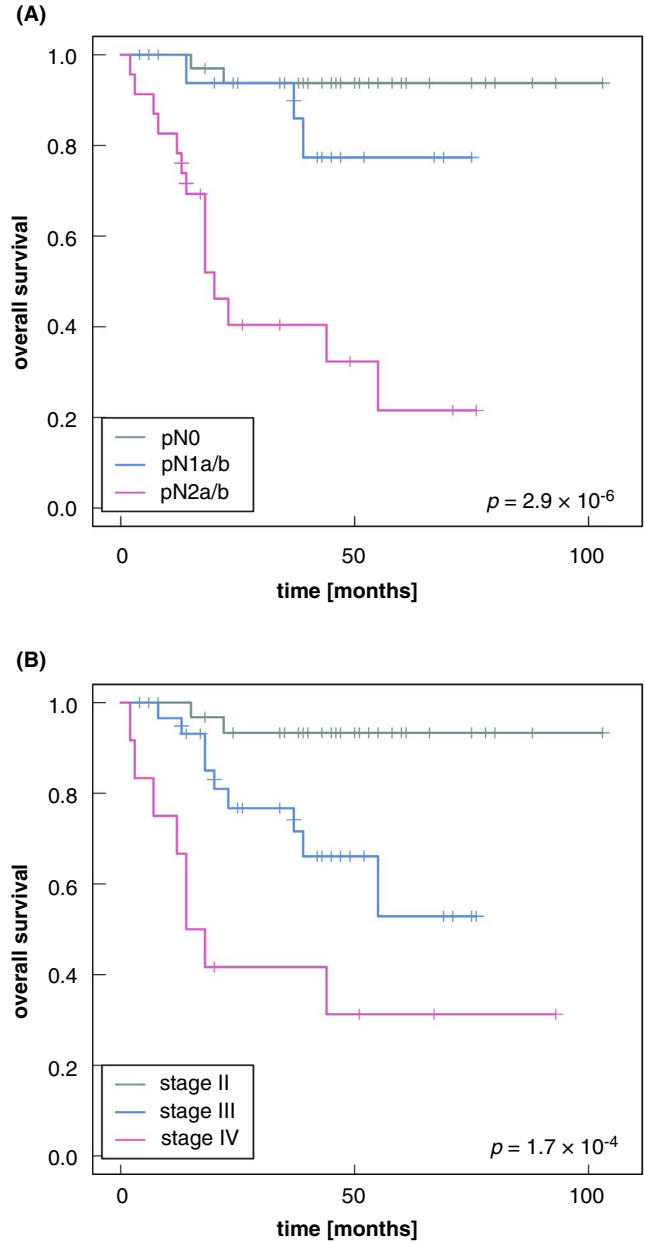 (A)
1.0
0.8
0.6
0.4
0.2
0.0
overall survival
pN0
pN1a/b
pN2a/b
p = 2.9 × 10-6
0 50 100
time [months]
(B)
1.0
0.8
0.6
0.4
0.2
0.0
overall survival
stage II
stage III
stage IV
p = 1.7 × 10-4
0 50 100
time [months]